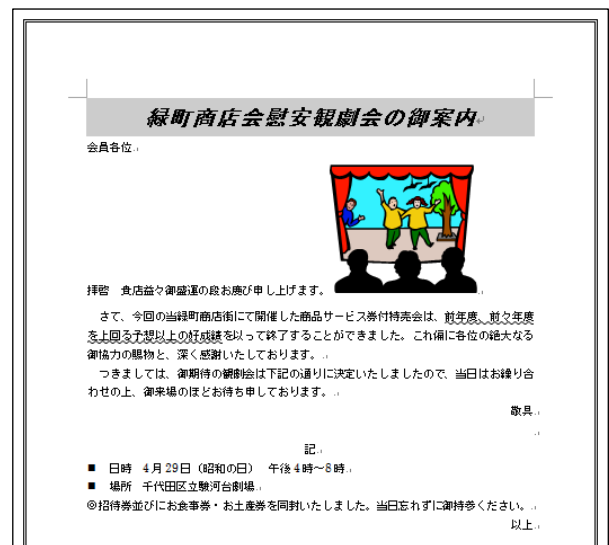 緑町商店会慰安観劇会の御案内
会員各位
拝啓 貴店益々御盛運の段お慶び申し上げます。
さて、今回の当緑町商店街にて開催した商品サービス券付特売会は、前年度、前々年度
を上回る予想以上の好成績を以って終了することができました。これ偏に各位の絶大なる
御協力の賜物と、深く感謝いたしております。
つきましては、御期待の観劇会は下記の通りに決定いたしましたので、当日はお繰り合
わせの上、御来場のほどお待ち申しております。
敬具
記
■ 日時 4月29日(昭和の日) 午後4時～8時
■ 場所 千代田区立駿河台劇場
◎招待券並びにお食事券・お土産券を同封いたしました。当日忘れずに御持参ください。
以上